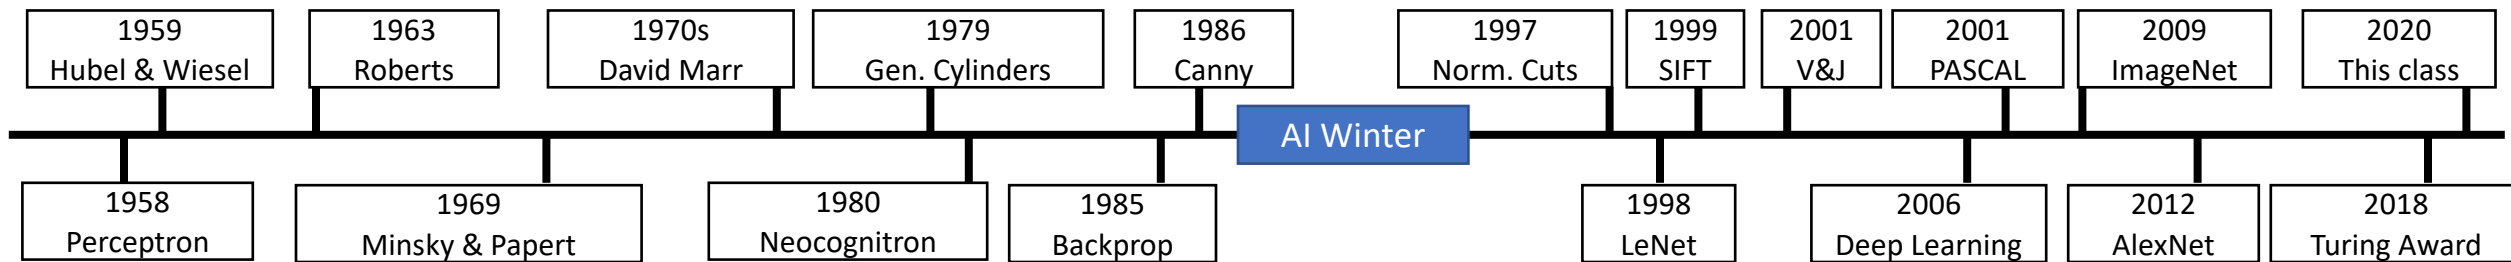 1959
Hubel & Wiesel
1963
Roberts
1970s
David Marr
1979
Gen. Cylinders
1986
Canny
1997
Norm. Cuts
1999
SIFT
2001
V&J
2001
PASCAL
2009
ImageNet
2020
This class
AI Winter
1958
Perceptron
1969
Minsky & Papert
1980
Neocognitron
1985
Backprop
1998
LeNet
2006
Deep Learning
2012
AlexNet
2018
Turing Award